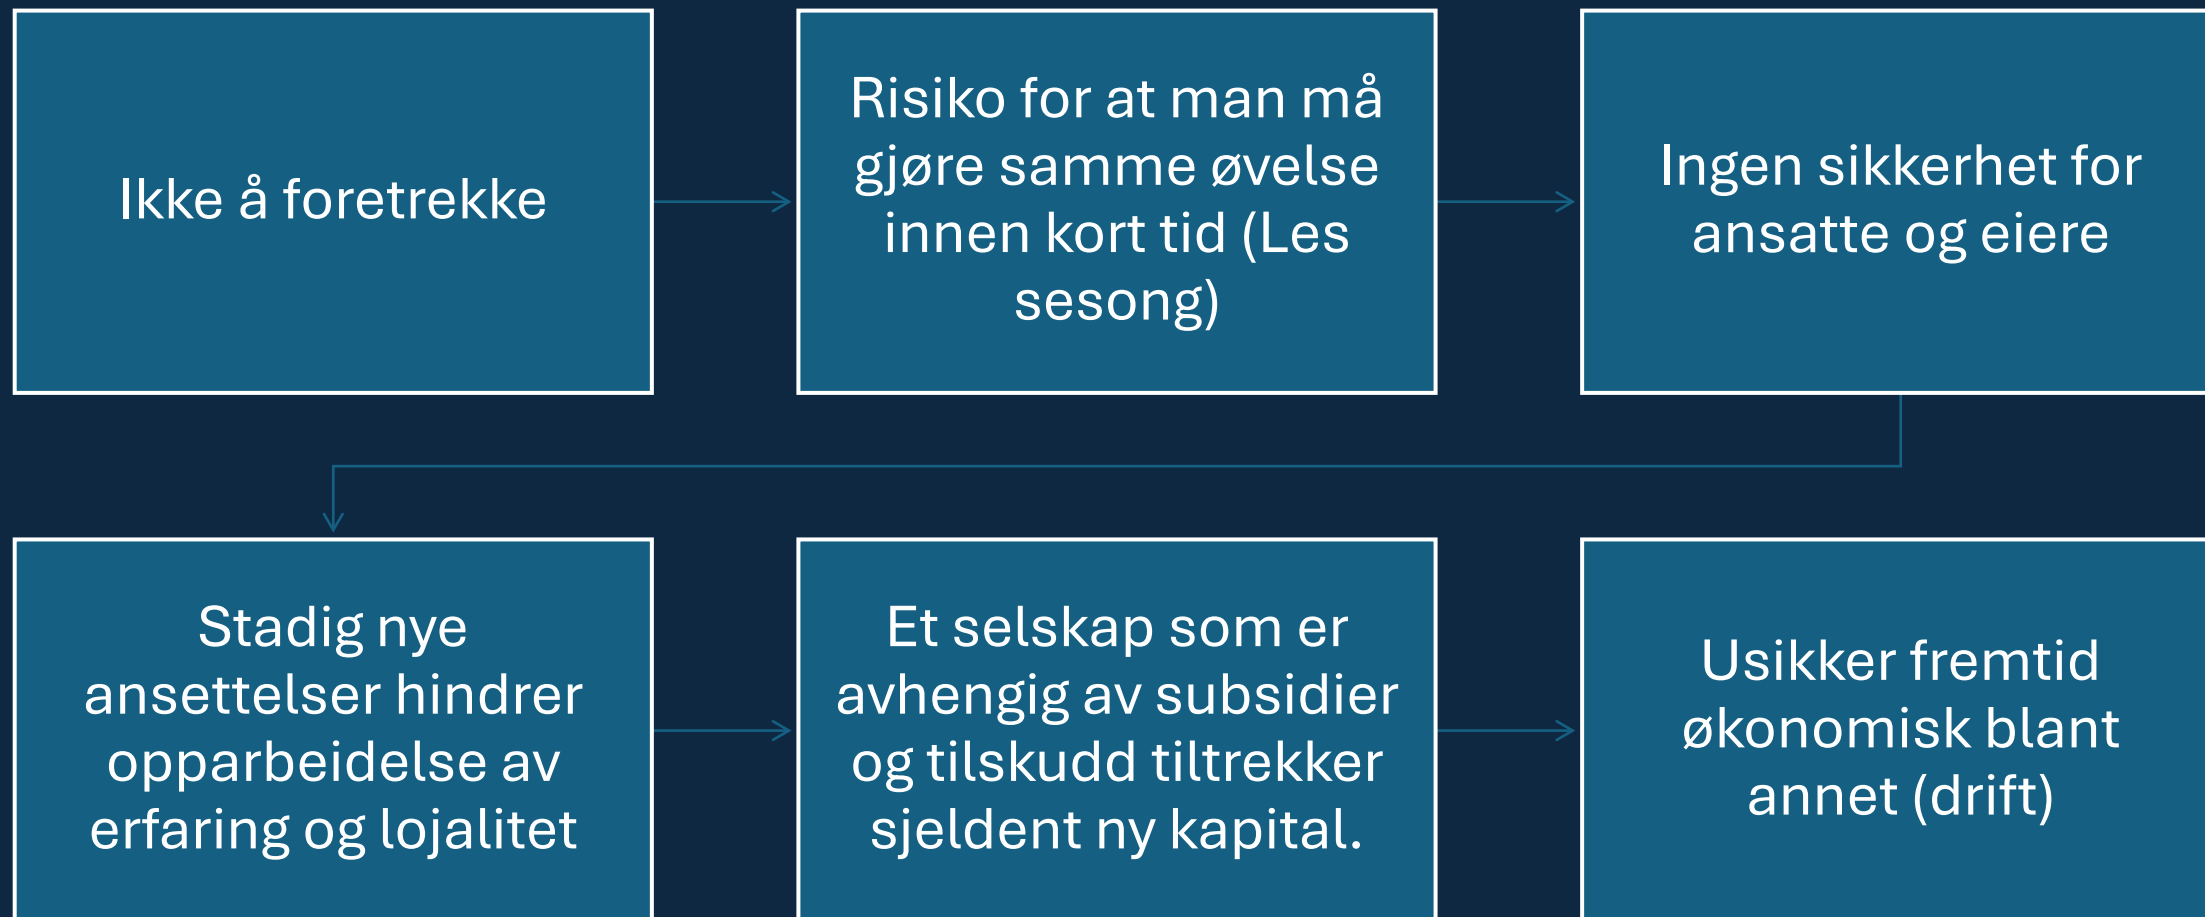 Ikke å foretrekke
Risiko for at man må
gjøre samme øvelse
innen kort tid (Les
sesong)
Ingen sikkerhet for
ansatte og eiere
Stadig nye
ansettelser hindrer
opparbeidelse av
erfaring og lojalitet
Et selskap som er
avhengig av subsidier
og tilskudd tiltrekker
sjeldent ny kapital.
Usikker fremtid
økonomisk blant
annet (drift)